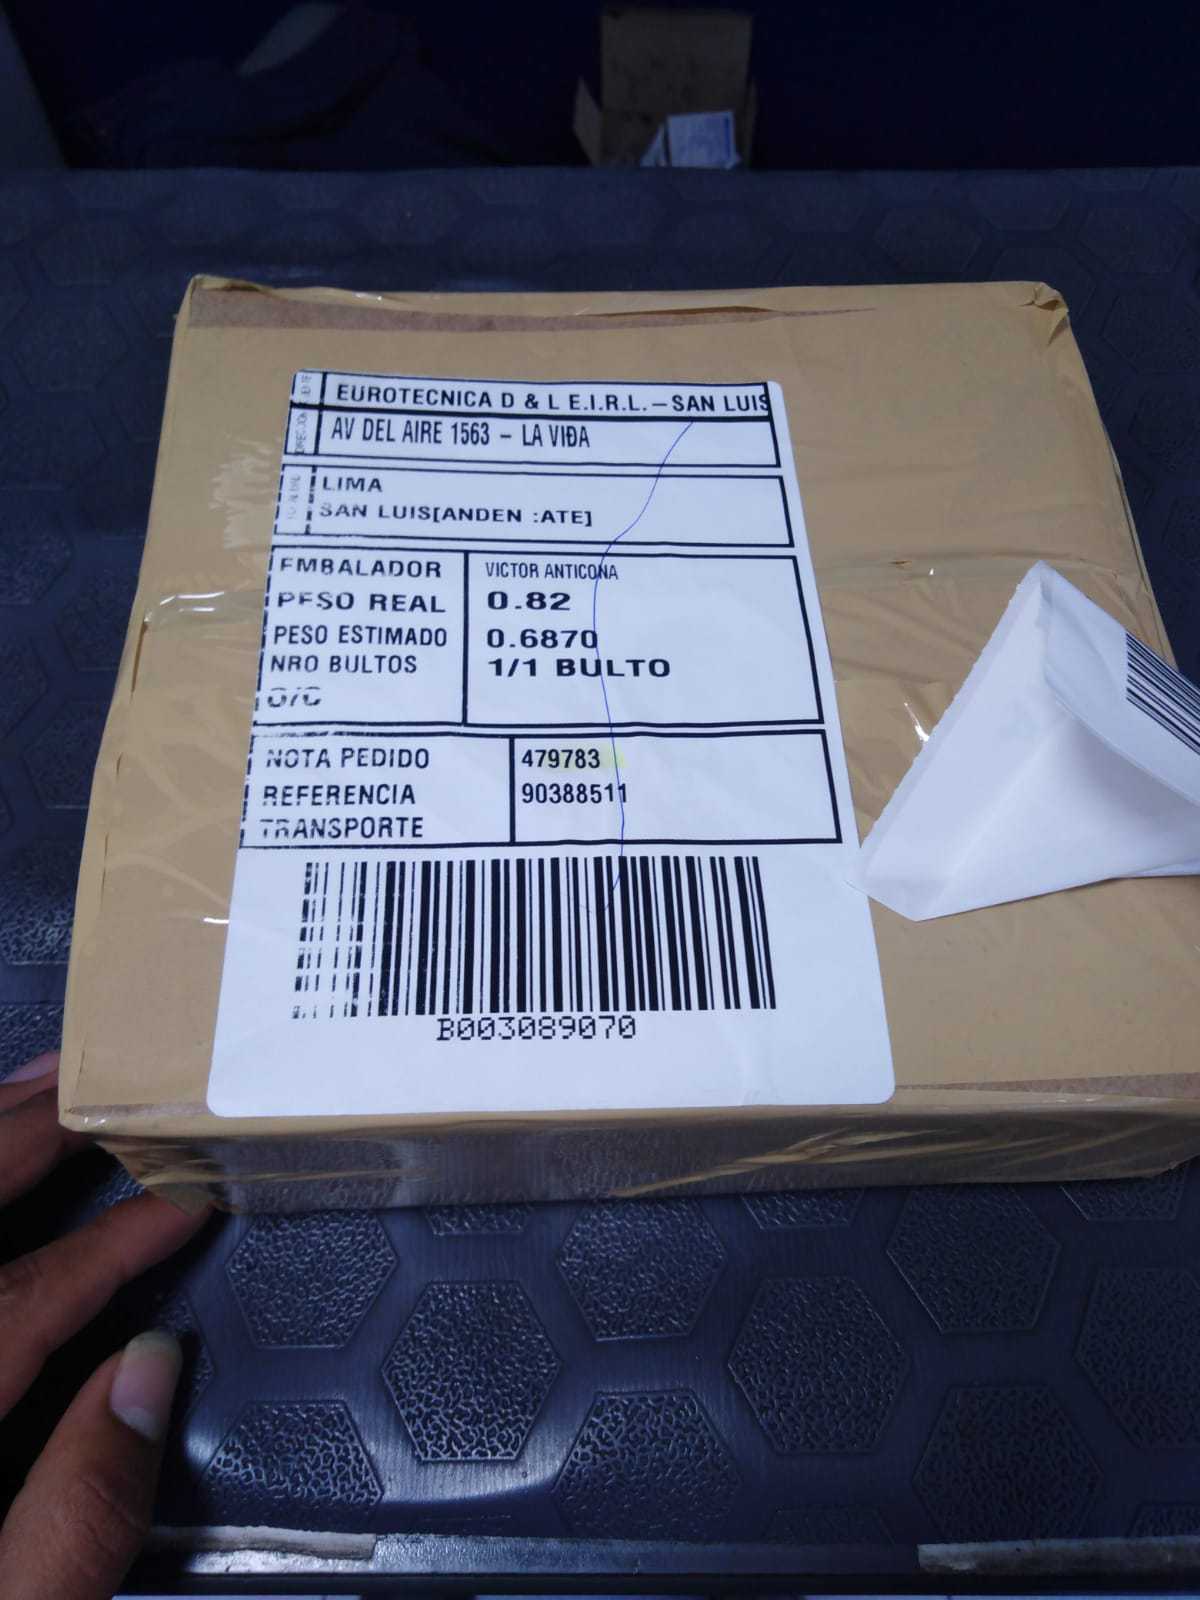 EUROTECNICA D & L E.I.R.L. – SAN LUIS
AV DEL AIRE 1563 – LA VIÐA
LIMA
SAN LUIS[ANDEN :ATE]
EMBALADOR VICTOR ANTICONA
PESO REAL 0.82
PESO ESTIMADO 0.6870
NRO BULTOS 1/1 BULTO
O/C
NOTA PEDIDO 479783
REFERENCIA 90388511
TRANSPORTE
B003089070